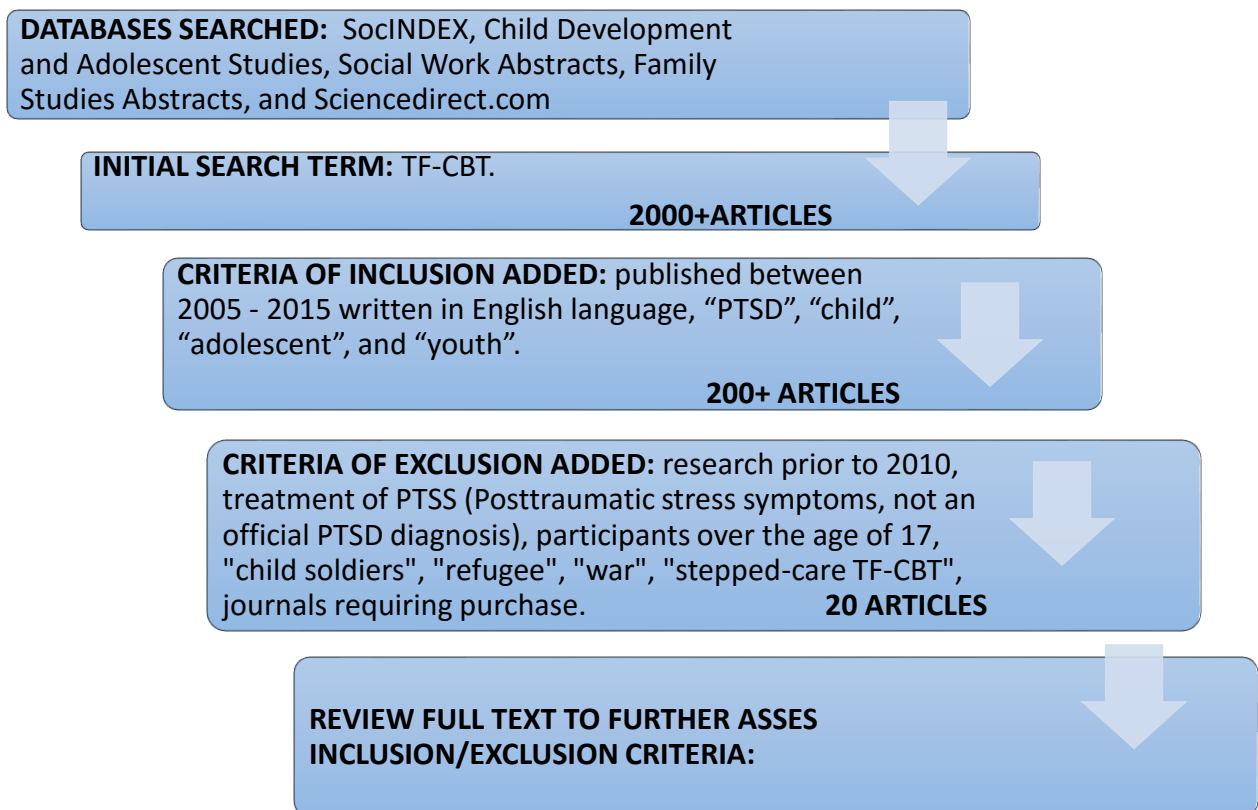 DATABASES SEARCHED: SocINDEX, Child Development
and Adolescent Studies, Social Work Abstracts, Family
Studies Abstracts, and Sciencedirect.com
INITIAL SEARCH TERM: TF-CBT.
2000+ARTICLES
CRITERIA OF INCLUSION ADDED: published between
2005 - 2015 written in English language, “PTSD”, “child”,
“adolescent”, and “youth”.
200+ ARTICLES
CRITERIA OF EXCLUSION ADDED: research prior to 2010,
treatment of PTSS (Posttraumatic stress symptoms, not an
official PTSD diagnosis), participants over the age of 17,
"child soldiers", "refugee", "war", "stepped-care TF-CBT",
journals requiring purchase. 20 ARTICLES
REVIEW FULL TEXT TO FURTHER ASSES
INCLUSION/EXCLUSION CRITERIA: